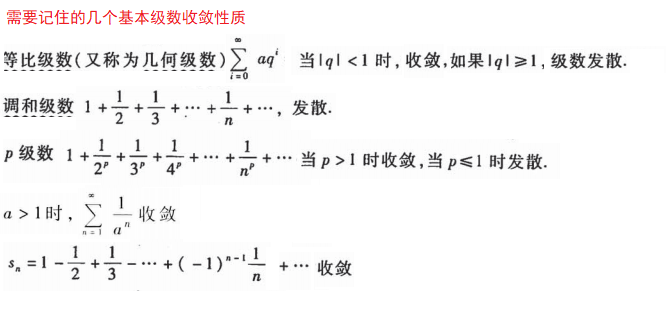 需要记住的几个基本级数收敛性质
等比级数(又称为几何级数) $\sum_{i=0}^{\infty} aq^i$ 当|q|<1时,收敛,如果|q|≥1,级数发散.
调和级数 $1+\frac{1}{2}+\frac{1}{3}+\cdots+\frac{1}{n}+\cdots$, 发散.
p级数 $1+\frac{1}{2^p}+\frac{1}{3^p}+\frac{1}{4^p}+\cdots+\frac{1}{n^p}+\cdots$ 当p>1时收敛,当p≤1时发散.
a>1时, $\sum_{n=1}^{\infty} \frac{1}{a^n}$ 收敛
$s_n=1-\frac{1}{2}+\frac{1}{3}-\cdots+(-1)^{n-1}\frac{1}{n}+\cdots$ 收敛